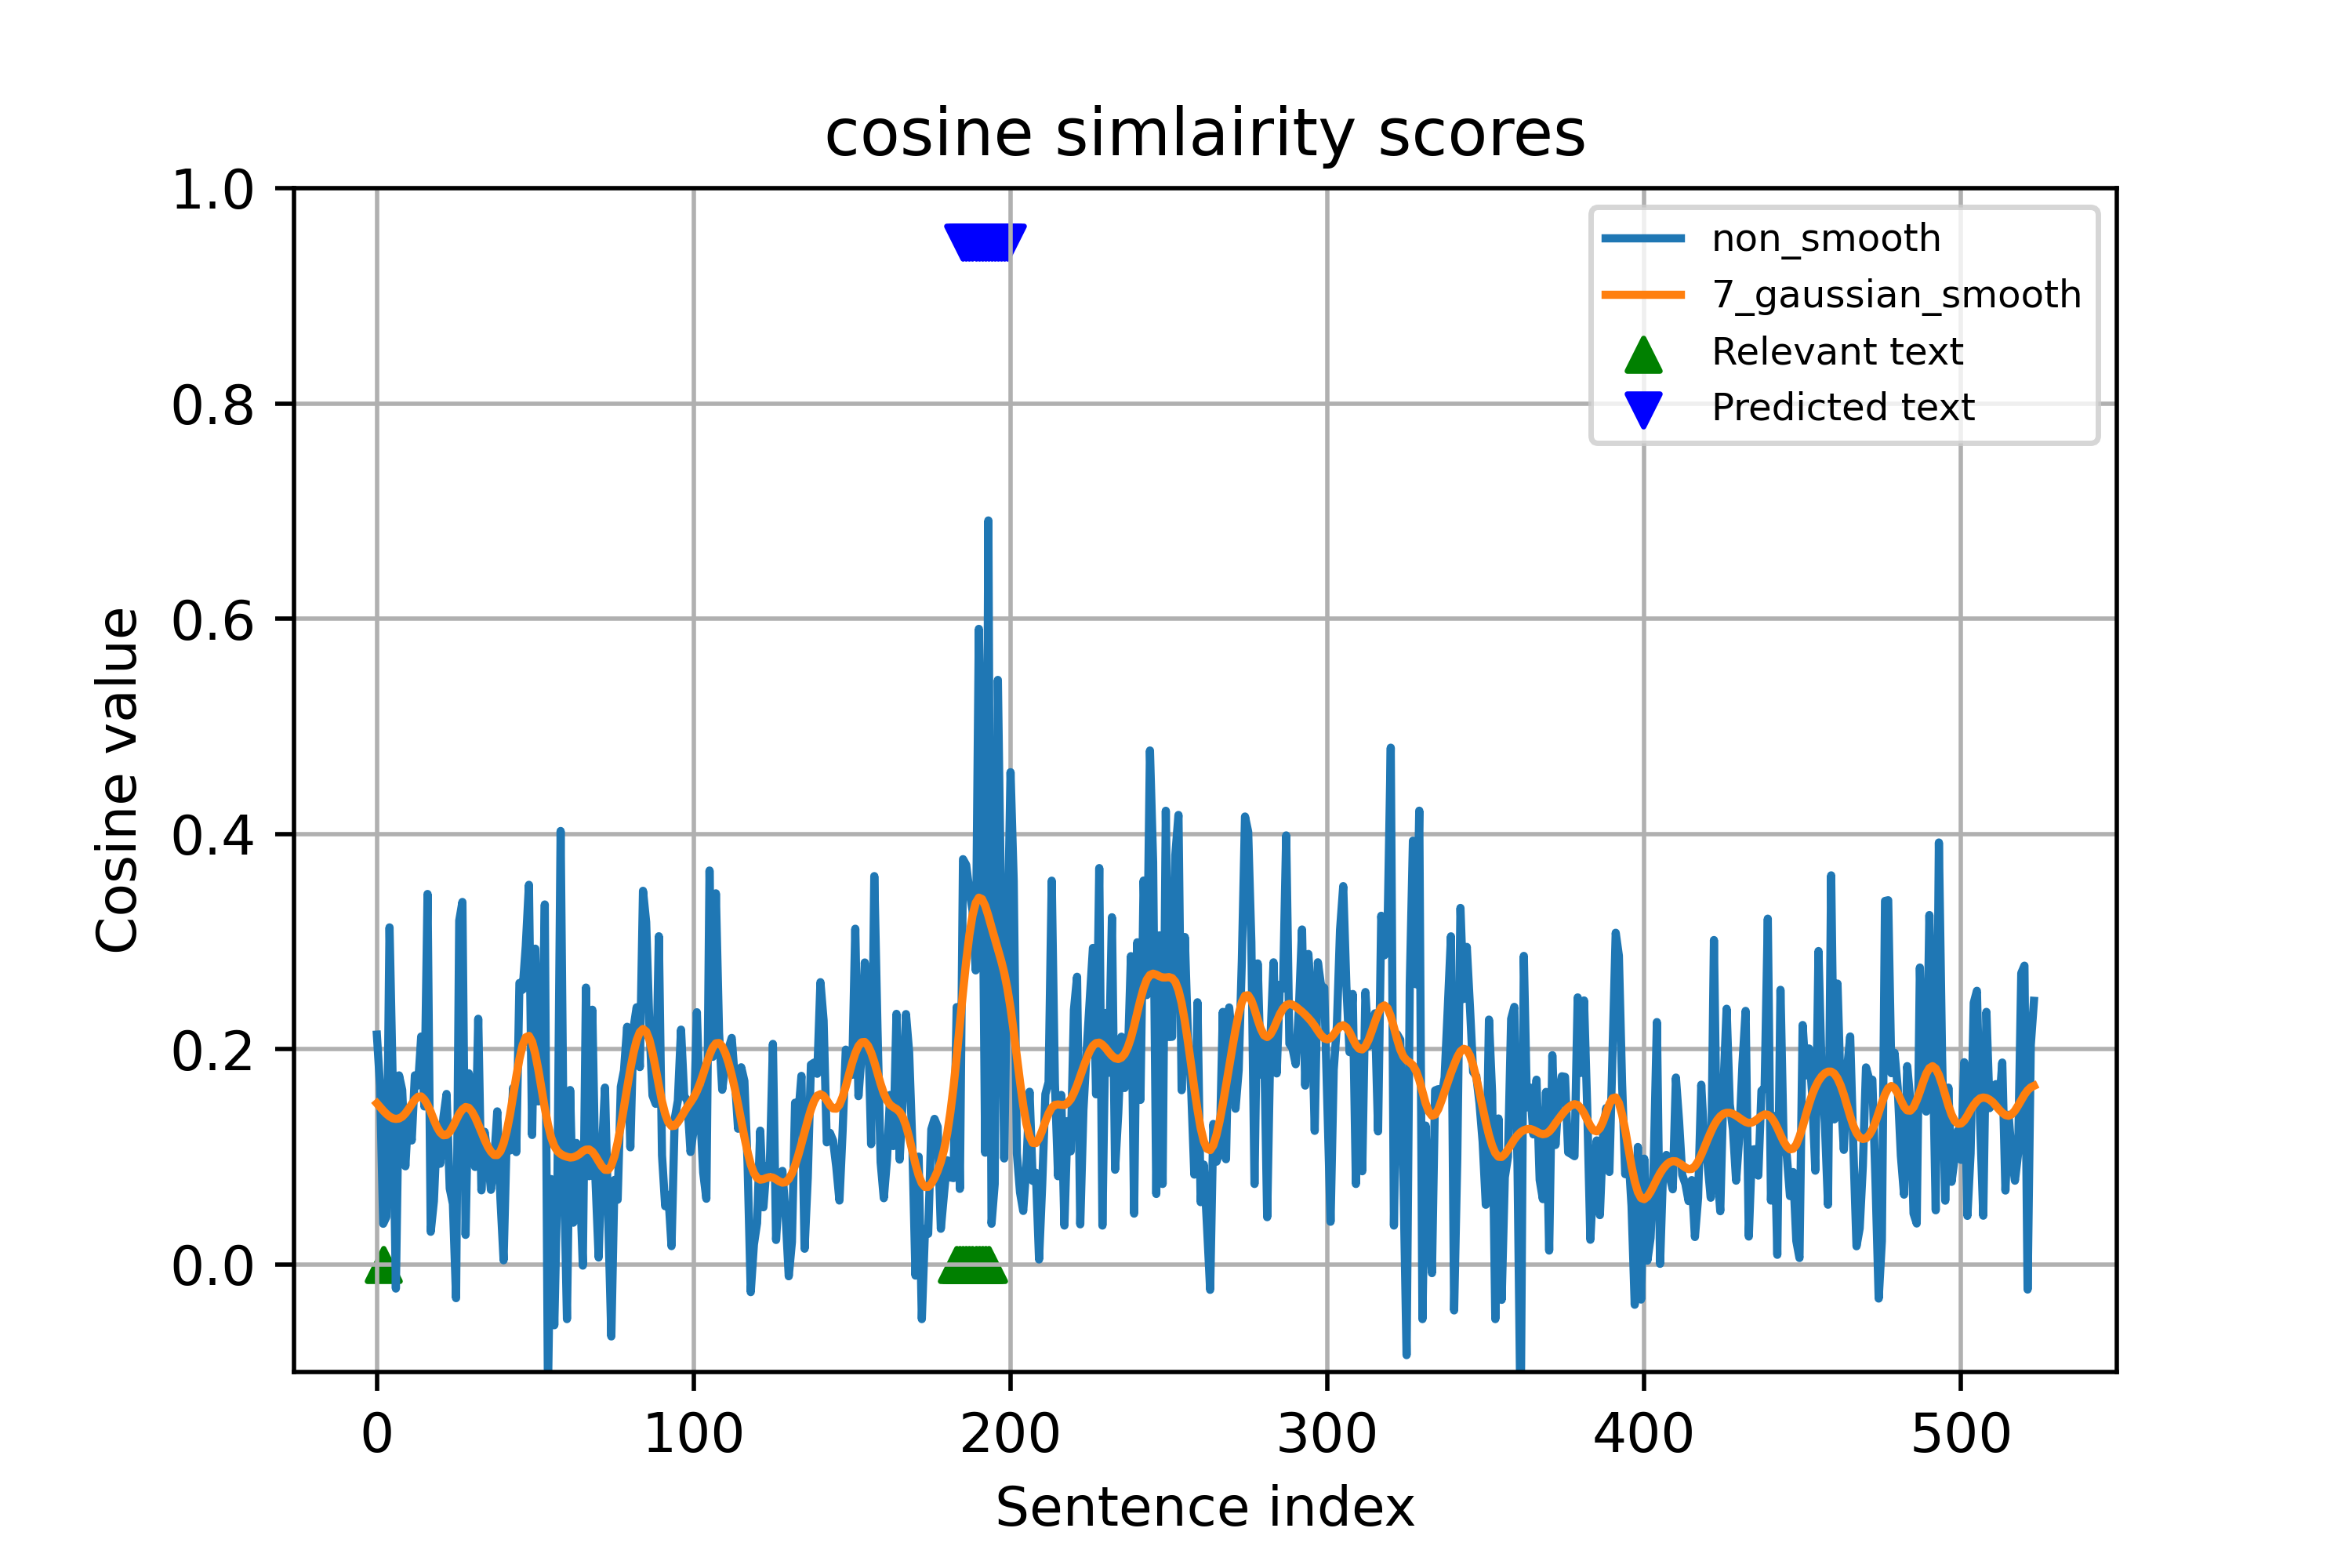 cosine simlairity scores
1.0
0.8
0.6
0.4
0.2
0.0
Cosine value
non_smooth
7_gaussian_smooth
Relevant text
Predicted text
0 100 200 300 400 500
Sentence index